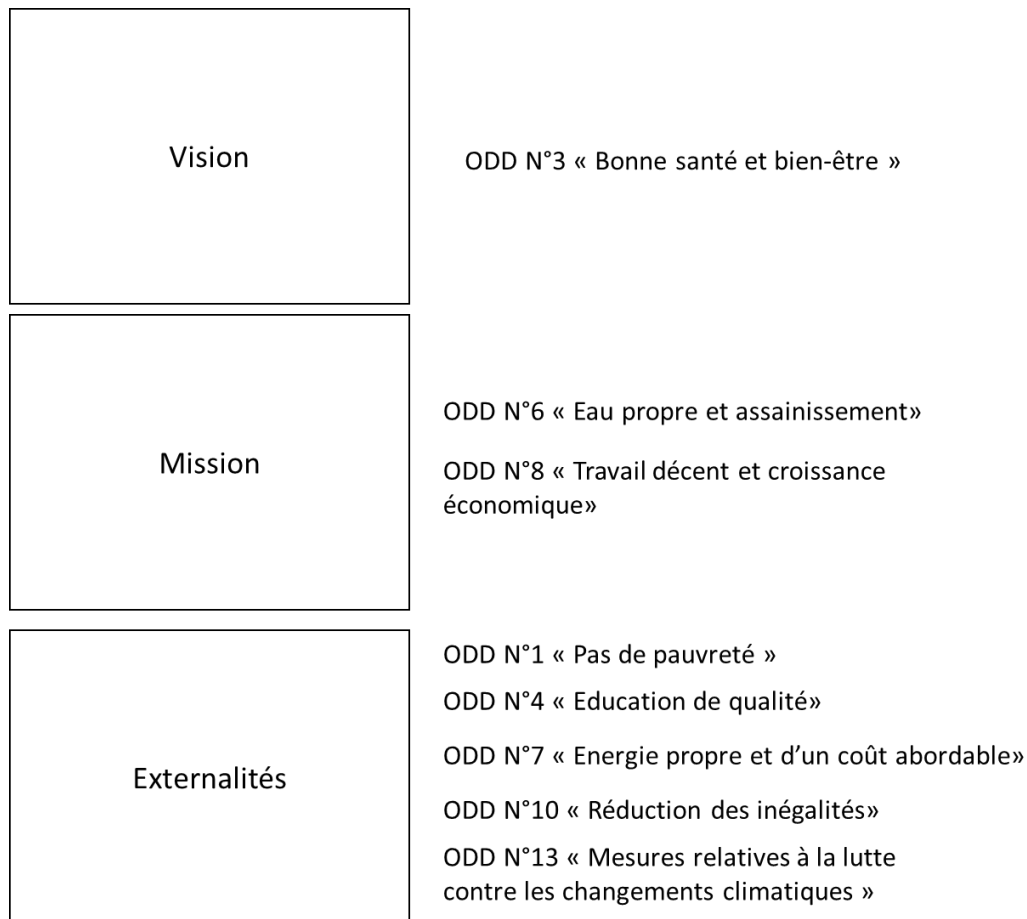 Vision
ODD N°3 « Bonne santé et bien-être »
Mission
ODD N°6 « Eau propre et assainissement»
ODD N°8 « Travail décent et croissance
économique»
Externalités
ODD N°1 « Pas de pauvreté »
ODD N°4 « Education de qualité»
ODD N°7 « Energie propre et d’un coût abordable»
ODD N°10 « Réduction des inégalités»
ODD N°13 « Mesures relatives à la lutte
contre les changements climatiques »